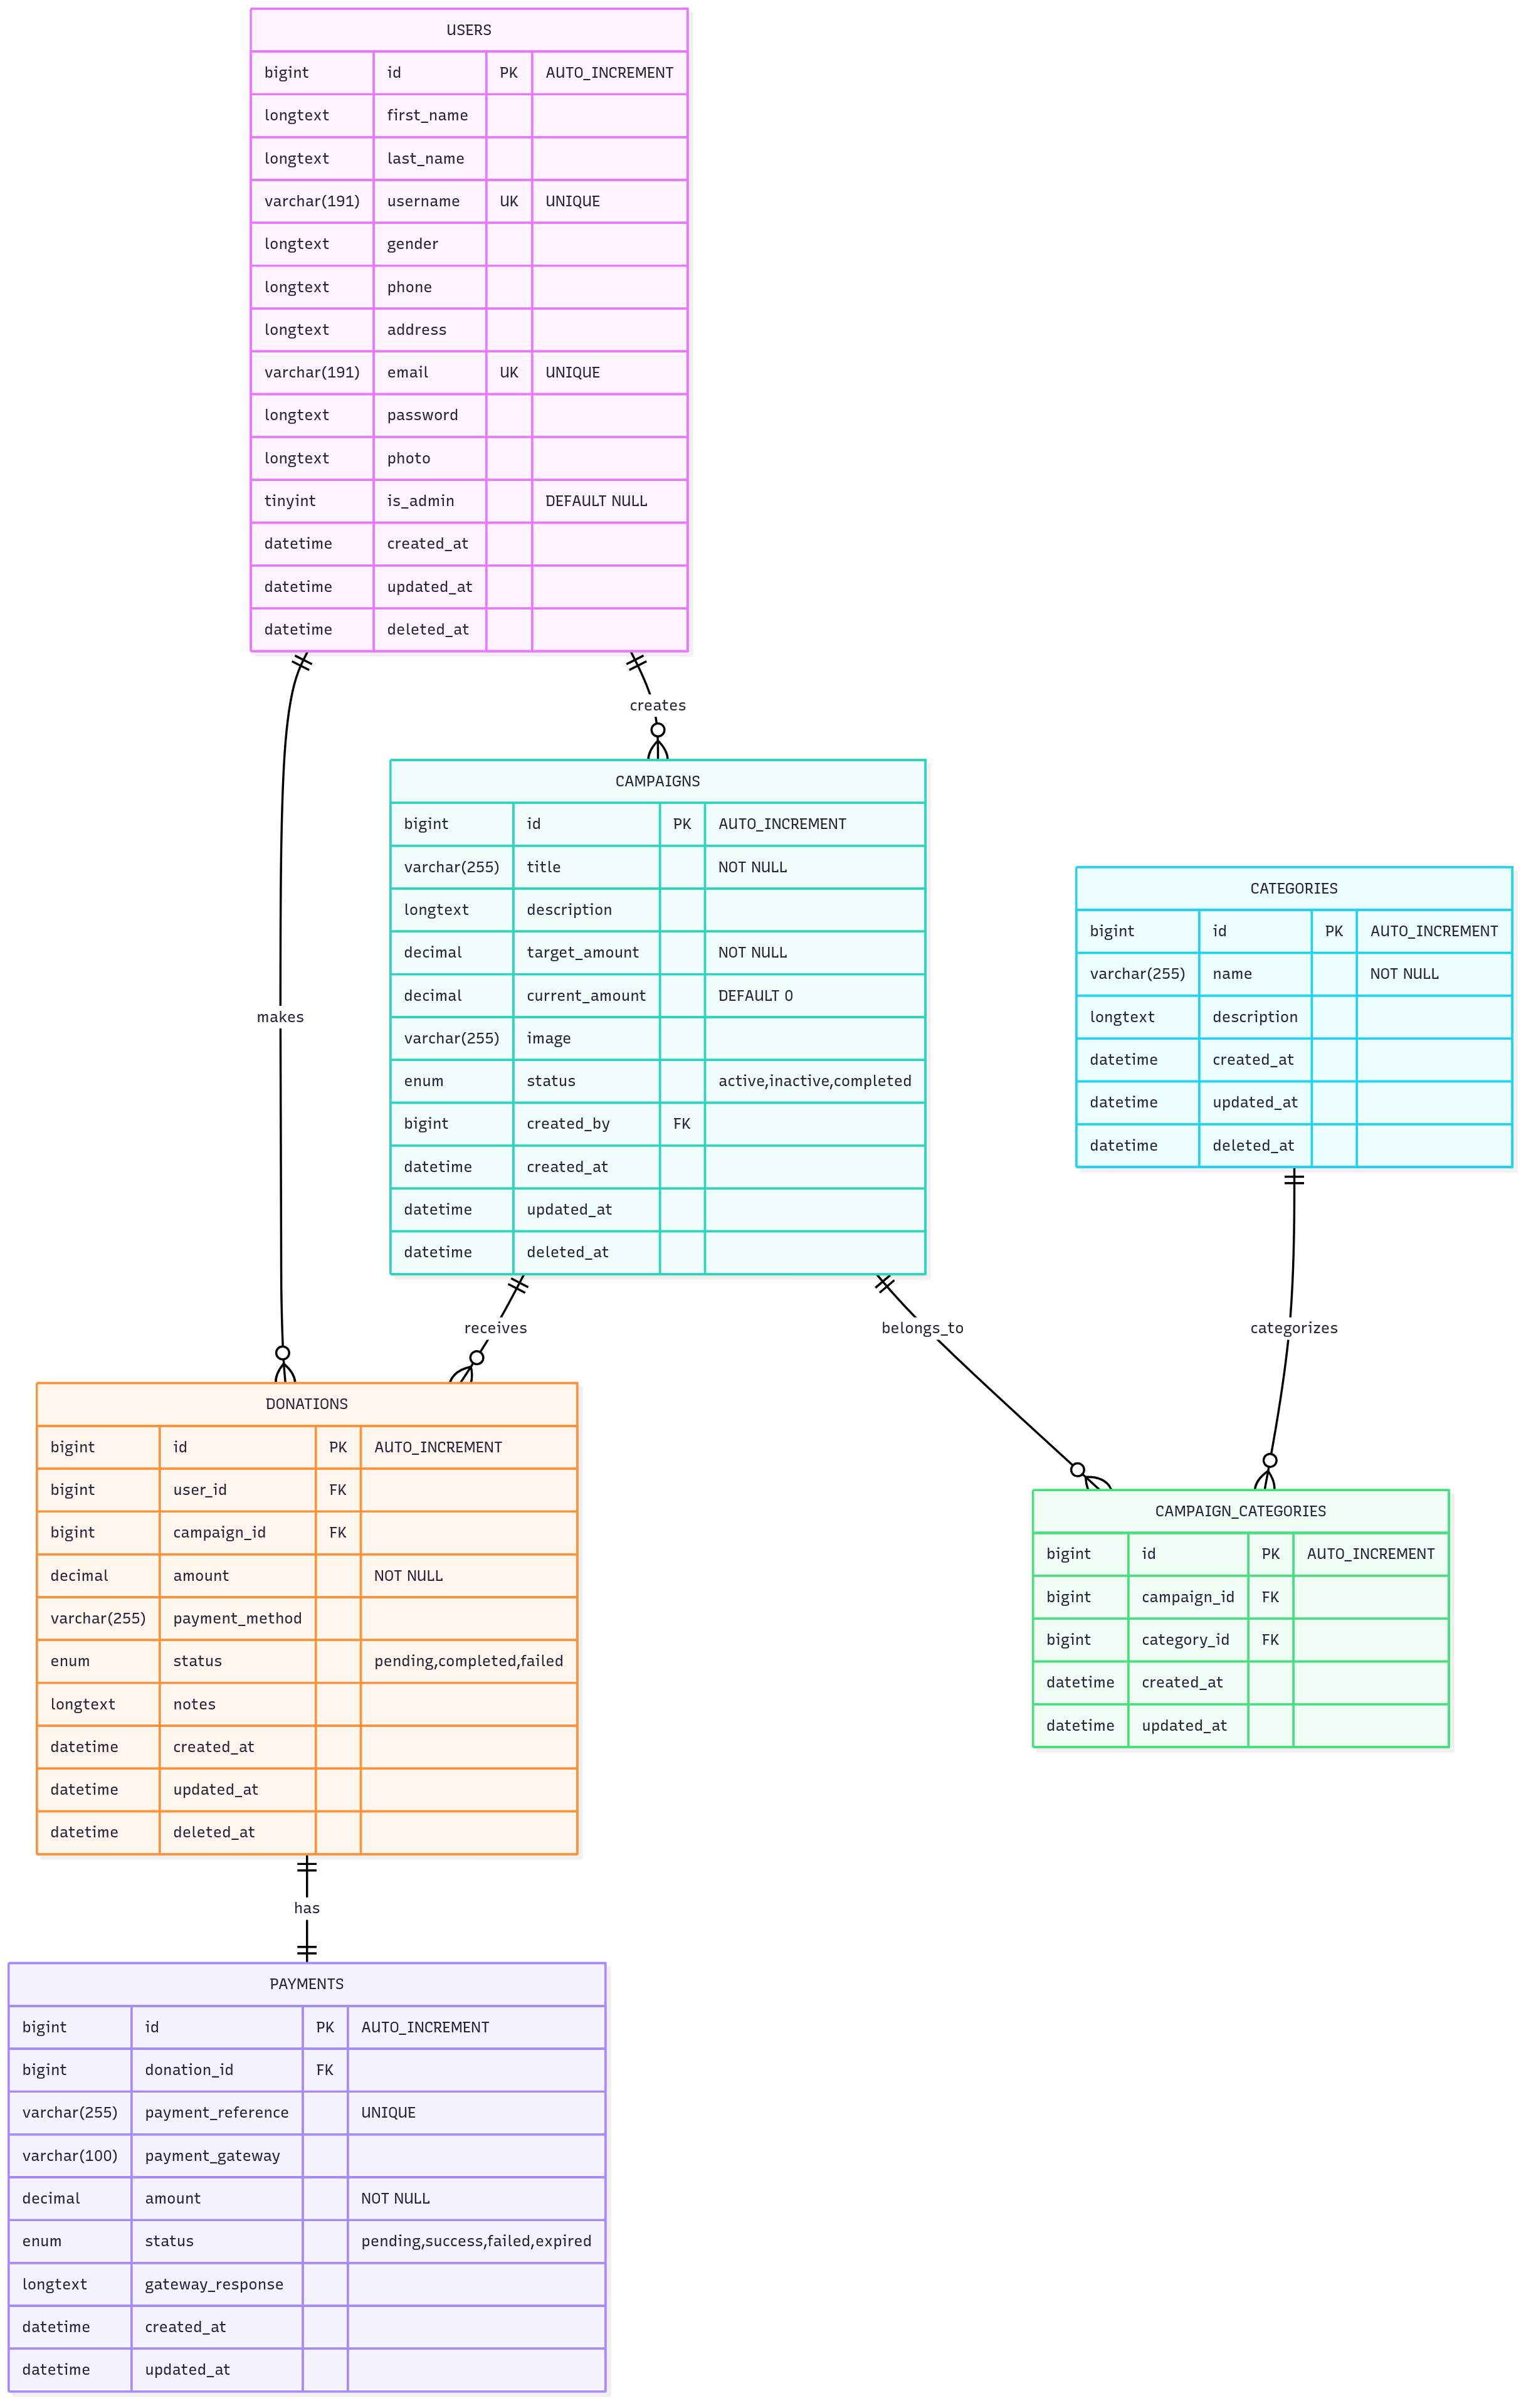 USERS
bigint id PK AUTO_INCREMENT
longtext first_name
longtext last_name
varchar(191) username UK UNIQUE
longtext gender
longtext phone
longtext address
varchar(191) email UK UNIQUE
longtext password
longtext photo
tinyint is_admin DEFAULT NULL
datetime created_at
datetime updated_at
datetime deleted_at
creates
CAMPAIGNS
bigint id PK AUTO_INCREMENT
varchar(255) title NOT NULL
longtext description
decimal target_amount NOT NULL
decimal current_amount DEFAULT 0
varchar(255) image
enum status active,inactive,completed
bigint created_by FK
datetime created_at
datetime updated_at
datetime deleted_at
CATEGORIES
bigint id PK AUTO_INCREMENT
varchar(255) name NOT NULL
longtext description
datetime created_at
datetime updated_at
datetime deleted_at
makes
receives
belongs_to
categorizes
DONATIONS
bigint id PK AUTO_INCREMENT
bigint user_id FK
bigint campaign_id FK
decimal amount NOT NULL
varchar(255) payment_method
enum status pending,completed,failed
longtext notes
datetime created_at
datetime updated_at
datetime deleted_at
CAMPAIGN_CATEGORIES
bigint id PK AUTO_INCREMENT
bigint campaign_id FK
bigint category_id FK
datetime created_at
datetime updated_at
has
PAYMENTS
bigint id PK AUTO_INCREMENT
bigint donation_id FK
varchar(255) payment_reference UNIQUE
varchar(100) payment_gateway
decimal amount NOT NULL
enum status pending,success,failed,expired
longtext gateway_response
datetime created_at
datetime updated_at